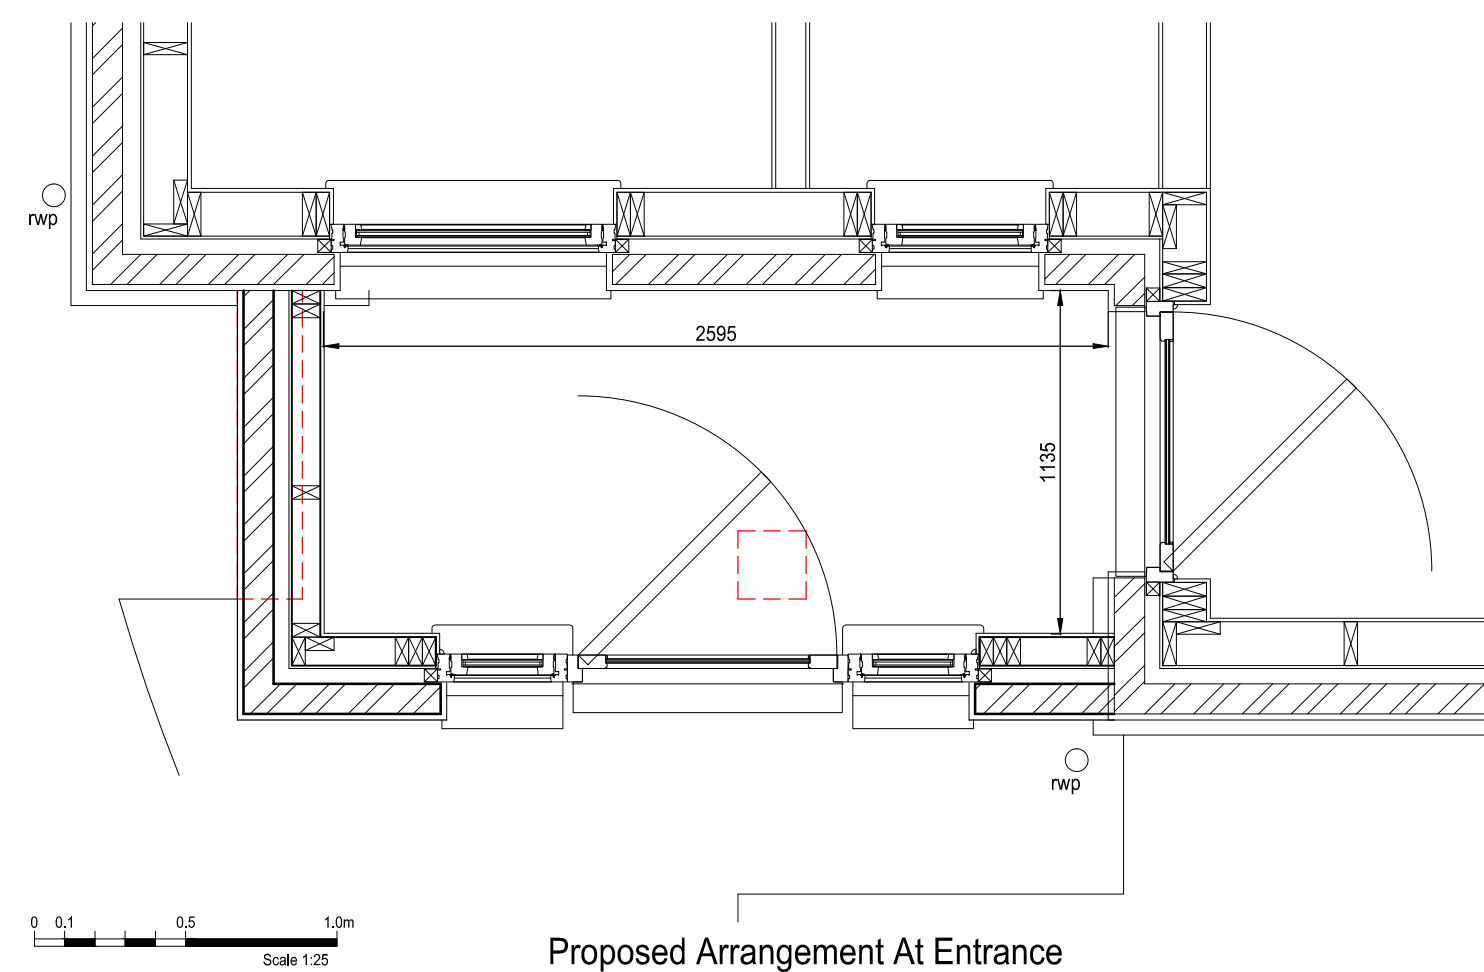 rwp
2595
1135
rwp
0 0.1 0.5 1.0m
Scale 1:25
Proposed Arrangement At Entrance